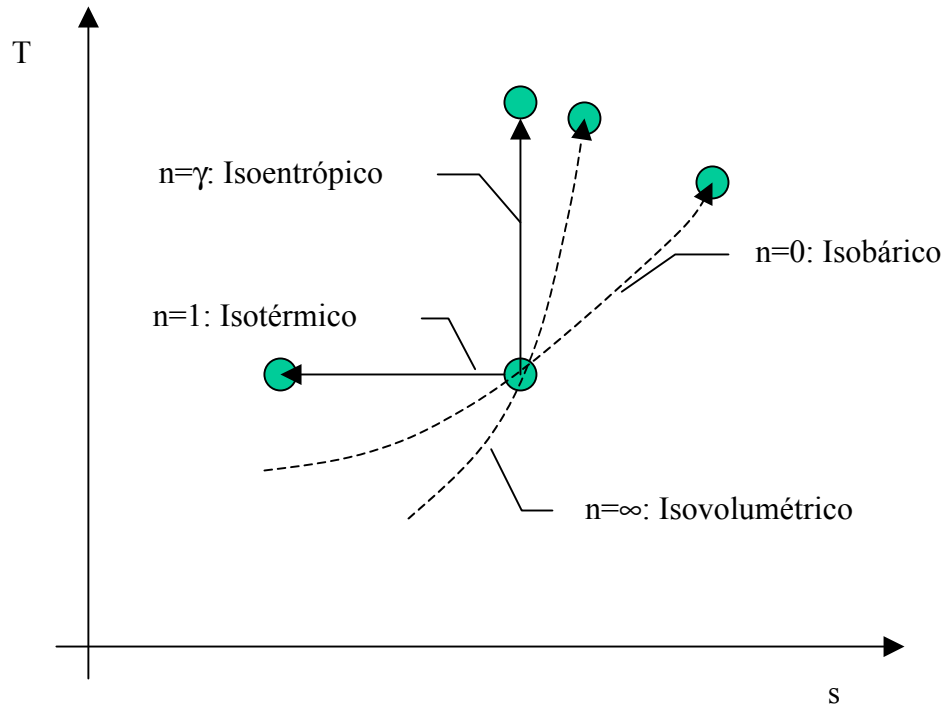 T
n=γ: Isoentrópico
n=0: Isobárico
n=1: Isotérmico
n=∞: Isovolumétrico
s